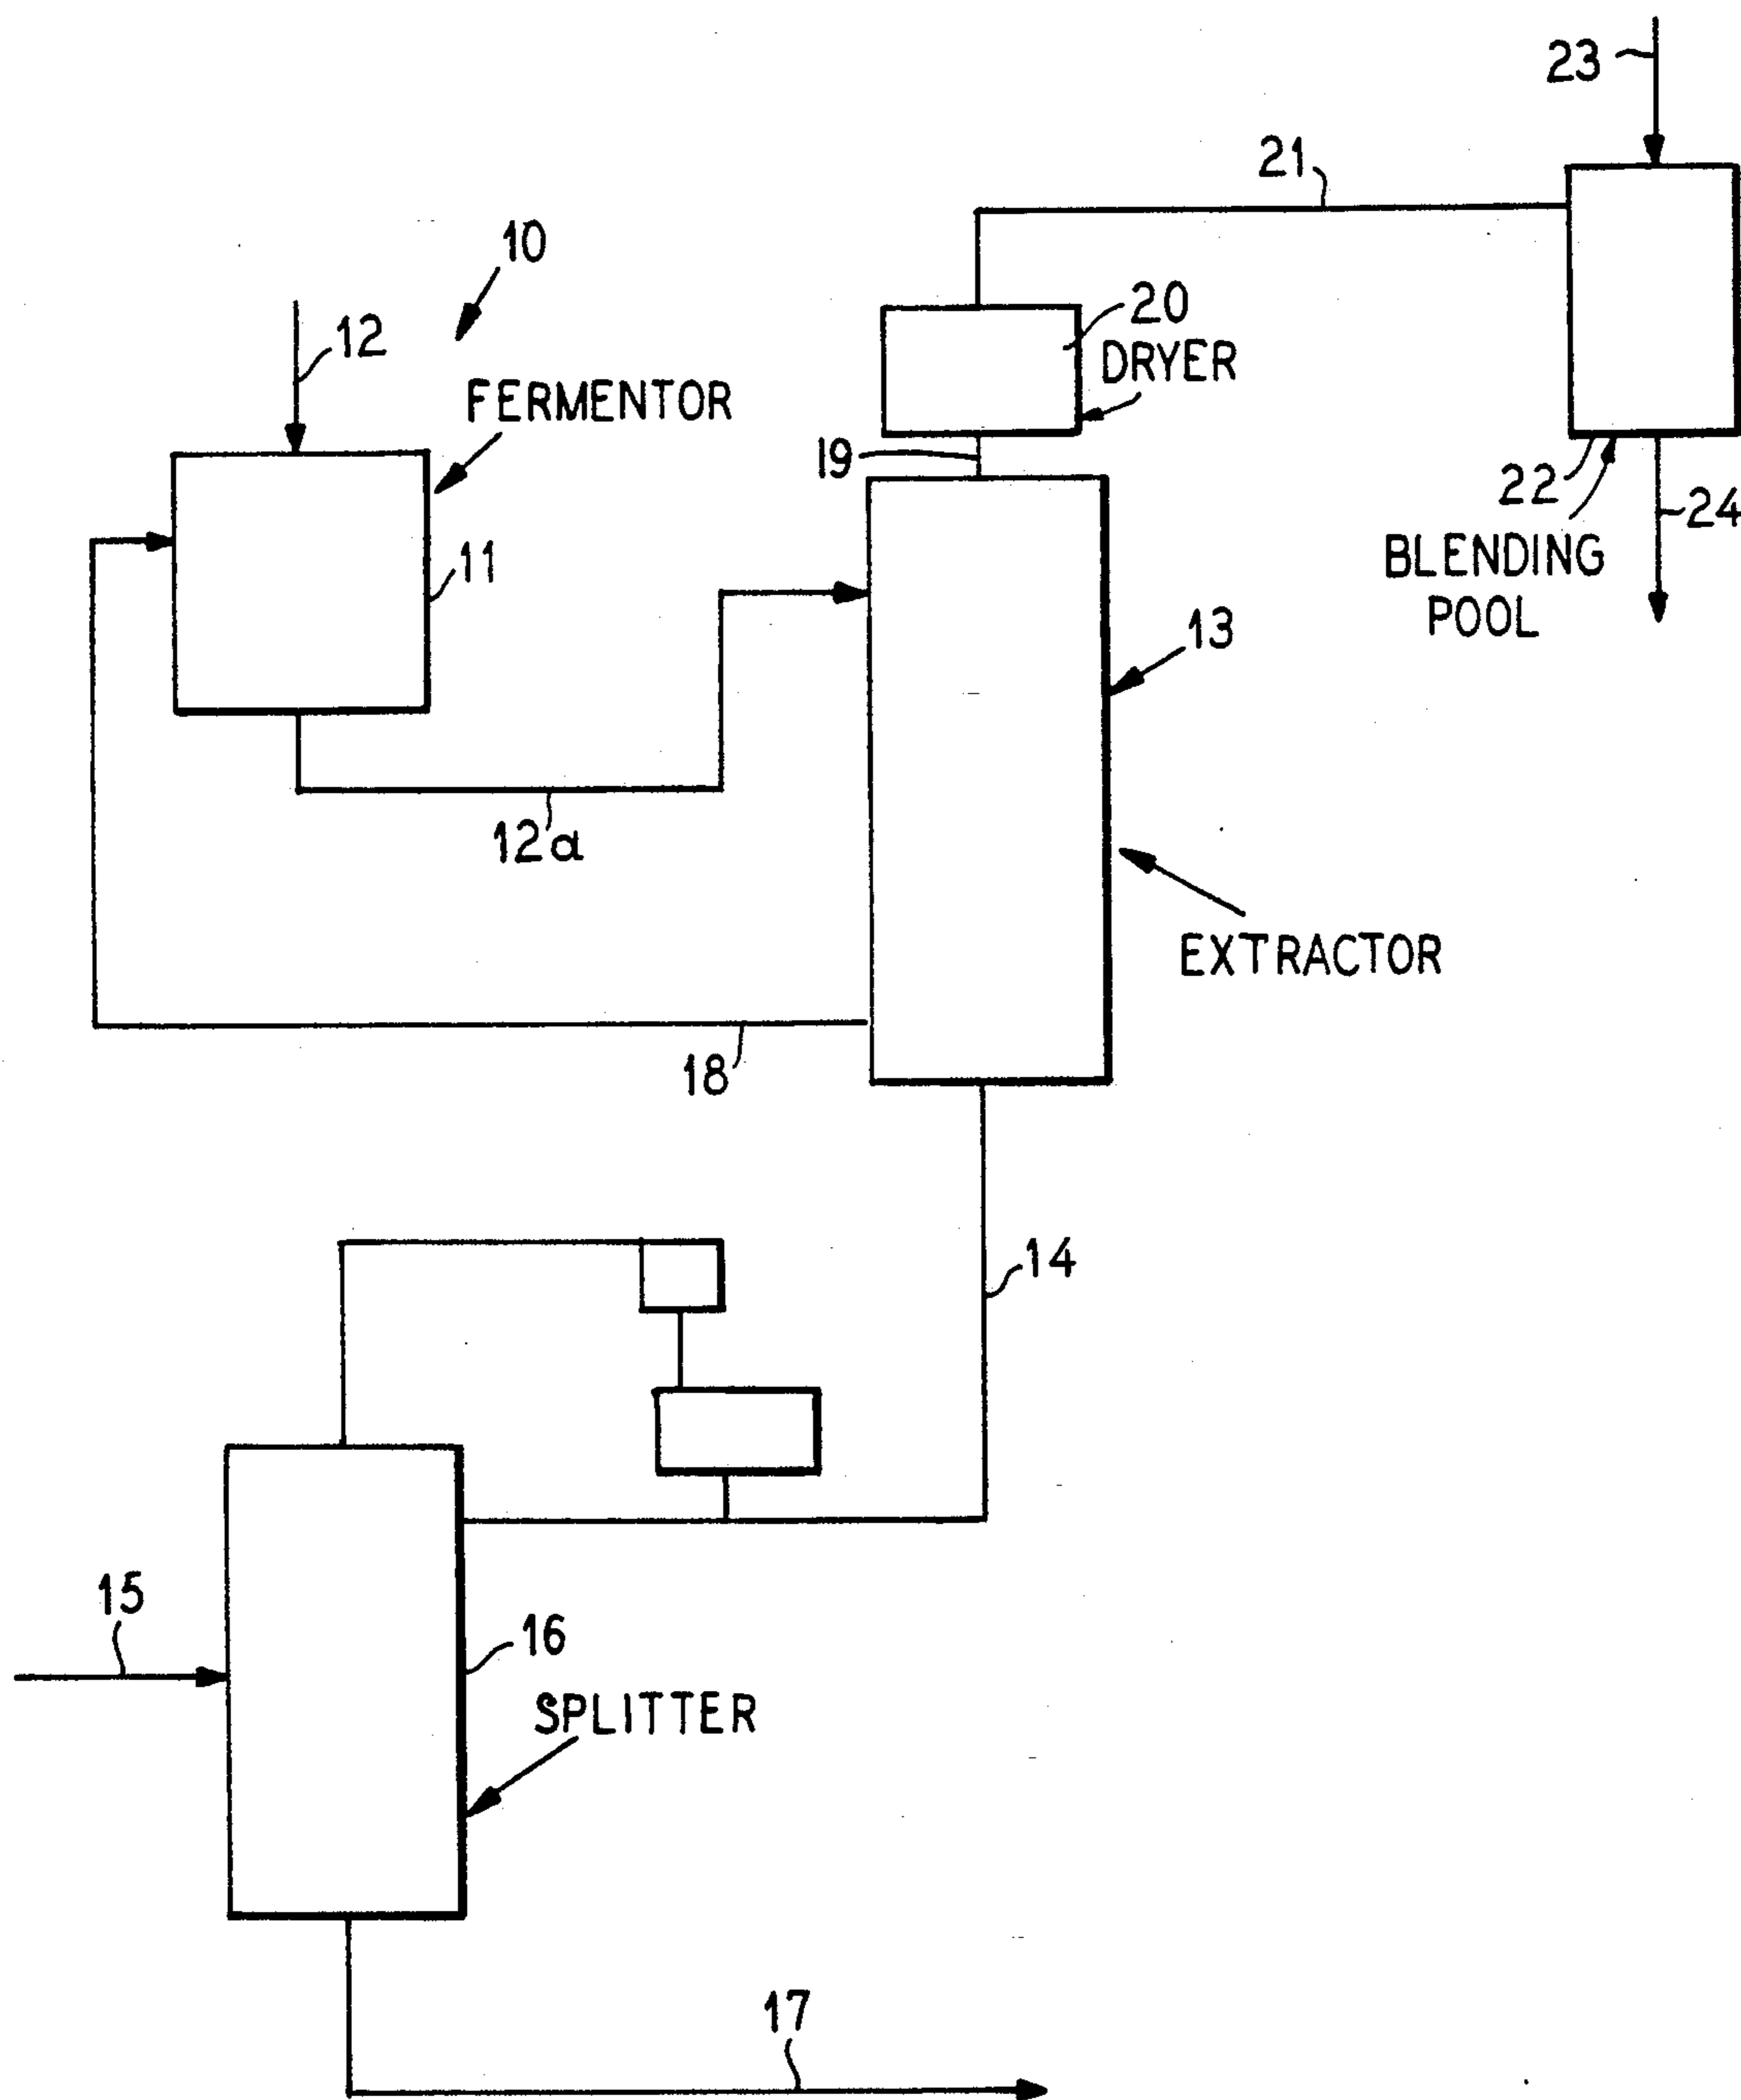 23
21
10
20
12
DRYER
FERMENTOR
19
22
24
BLENDING
POOL
11
13
12a
EXTRACTOR
18
14
15
16
SPLITTER
17